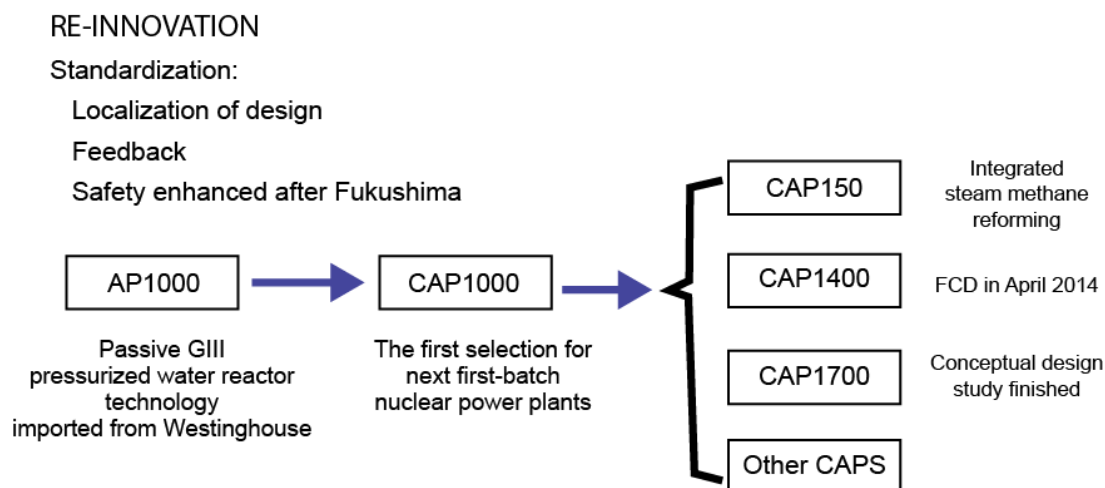 RE-INNOVATION
Standardization:
Localization of design
Feedback
Safety enhanced after Fukushima
AP1000
Passive GIII
pressurized water reactor
technology
imported from Westinghouse
CAP1000
The first selection for
next first-batch
nuclear power plants
CAP150
Integrated
steam methane
reforming
CAP1400
FCD in April 2014
CAP1700
Conceptual design
study finished
Other CAPS